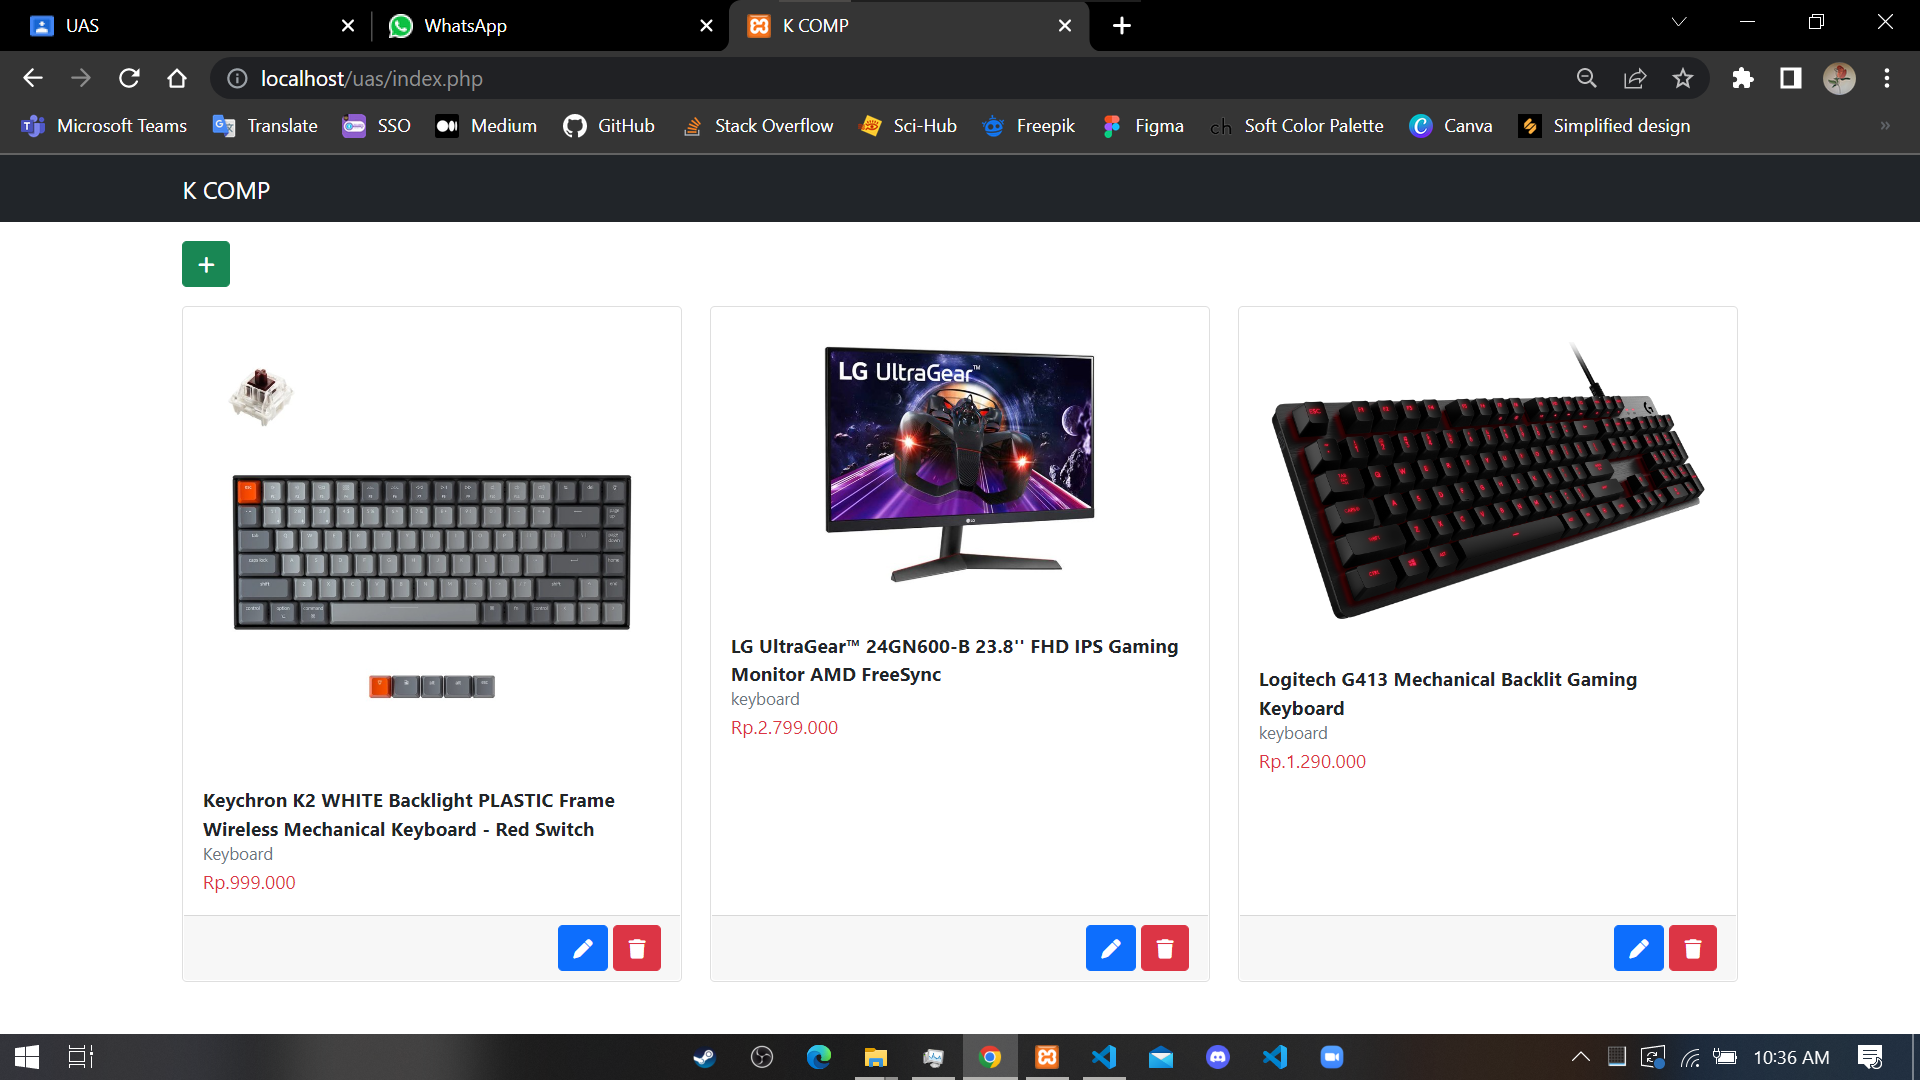 UAS
WhatsApp
K COMP
localhost/uas/index.php
Microsoft Teams
Translate
SSO
Medium
GitHub
Stack Overflow
Sci-Hub
Freepik
Figma
ch
Soft Color Palette
Canva
Simplified design
»
K COMP
+
LG UltraGear™
Keychron K2 WHITE Backlight PLASTIC Frame
Wireless Mechanical Keyboard - Red Switch
Keyboard
Rp.999.000
LG UltraGear™ 24GN600-B 23.8'' FHD IPS Gaming
Monitor AMD FreeSync
keyboard
Rp.2.799.000
Logitech G413 Mechanical Backlit Gaming
Keyboard
keyboard
Rp.1.290.000
10:36 AM